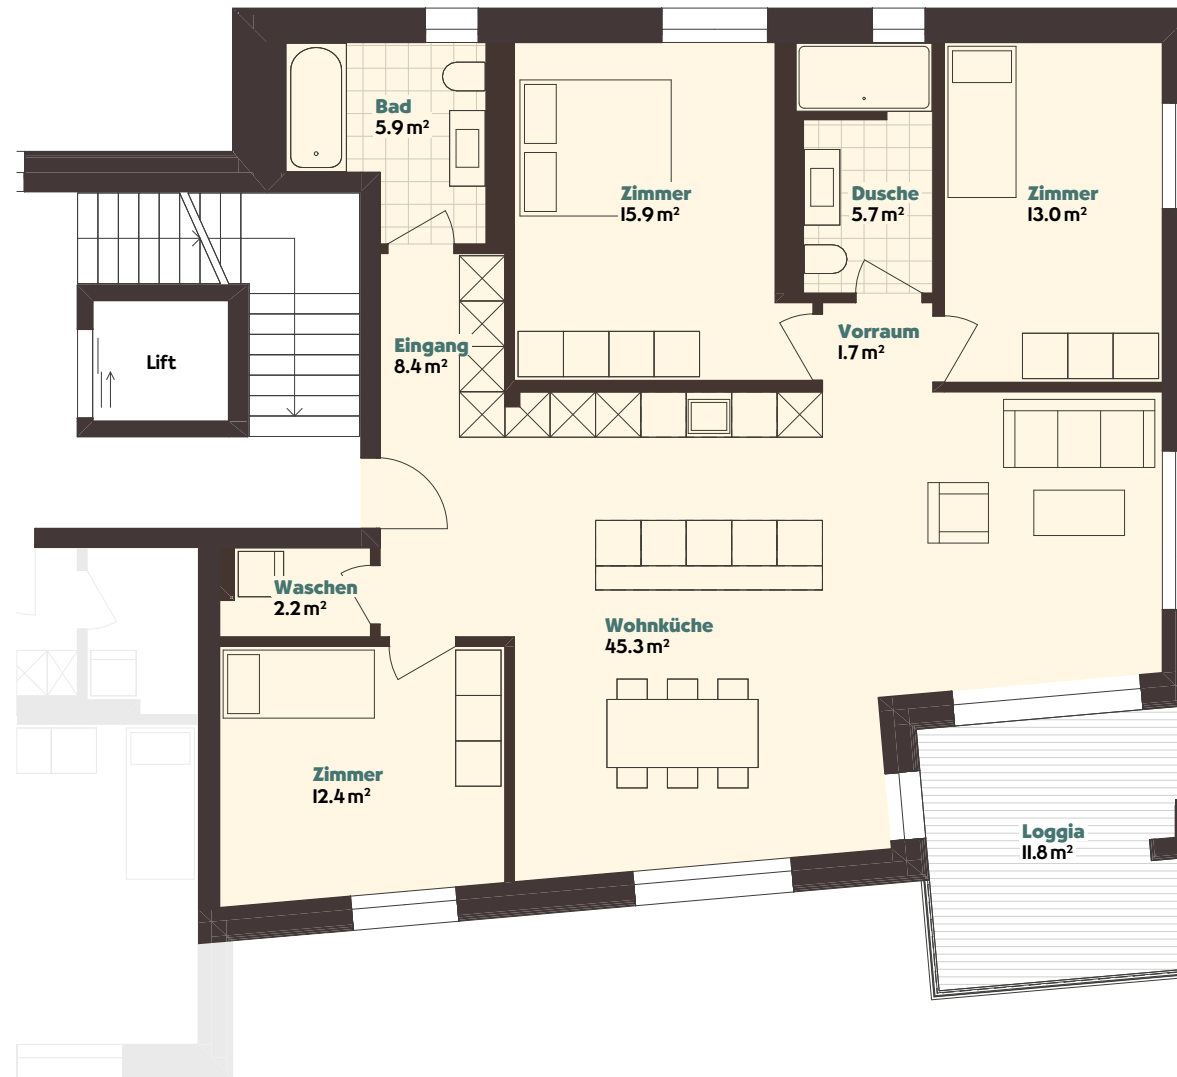 Bad
5.9 m²
Zimmer
15.9 m²
Dusche
5.7 m²
Zimmer
13.0 m²
Eingang
8.4 m²
Vorraum
1.7 m²
Lift
Waschen
2.2 m²
Wohnküche
45.3 m²
Zimmer
12.4 m²
Loggia
11.8 m²